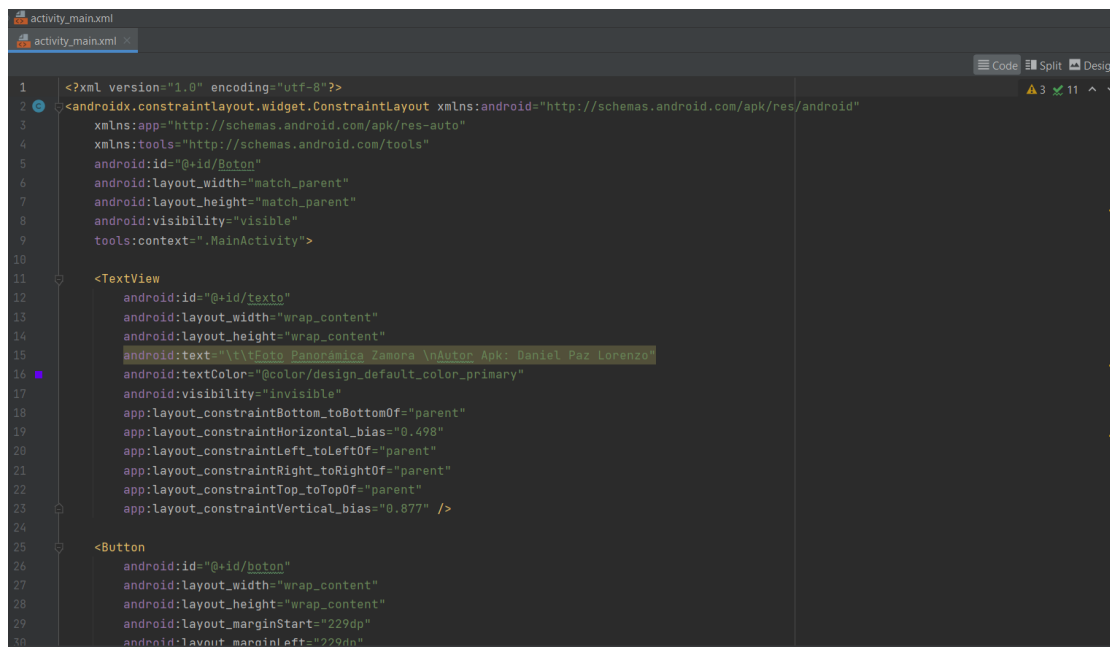 activity_main.xml
activity_main.xml
Code Split Desig
3 11
1 <?xml version="1.0" encoding="utf-8"?>
2 <androidx.constraintlayout.widget.ConstraintLayout xmlns:android="http://schemas.android.com/apk/res/android"
3 xmlns:app="http://schemas.android.com/apk/res-auto"
4 xmlns:tools="http://schemas.android.com/tools"
5 android:id="@+id/Boton"
6 android:layout_width="match_parent"
7 android:layout_height="match_parent"
8 android:visibility="visible"
9 tools:context=".MainActivity">
10
11 <TextView
12 android:id="@+id/texto"
13 android:layout_width="wrap_content"
14 android:layout_height="wrap_content"
15 android:text="\t\tFoto Panorámica Zamora \nAutor Apk: Daniel Paz Lorenzo"
16 android:textColor="@color/design_default_color_primary"
17 android:visibility="invisible"
18 app:layout_constraintBottom_toBottomOf="parent"
19 app:layout_constraintHorizontal_bias="0.498"
20 app:layout_constraintLeft_toLeftOf="parent"
21 app:layout_constraintRight_toRightOf="parent"
22 app:layout_constraintTop_toTopOf="parent"
23 app:layout_constraintVertical_bias="0.877" />
24
25 <Button
26 android:id="@+id/boton"
27 android:layout_width="wrap_content"
28 android:layout_height="wrap_content"
29 android:layout_marginStart="229dp"
30 android:layout_marginLeft="229dp"